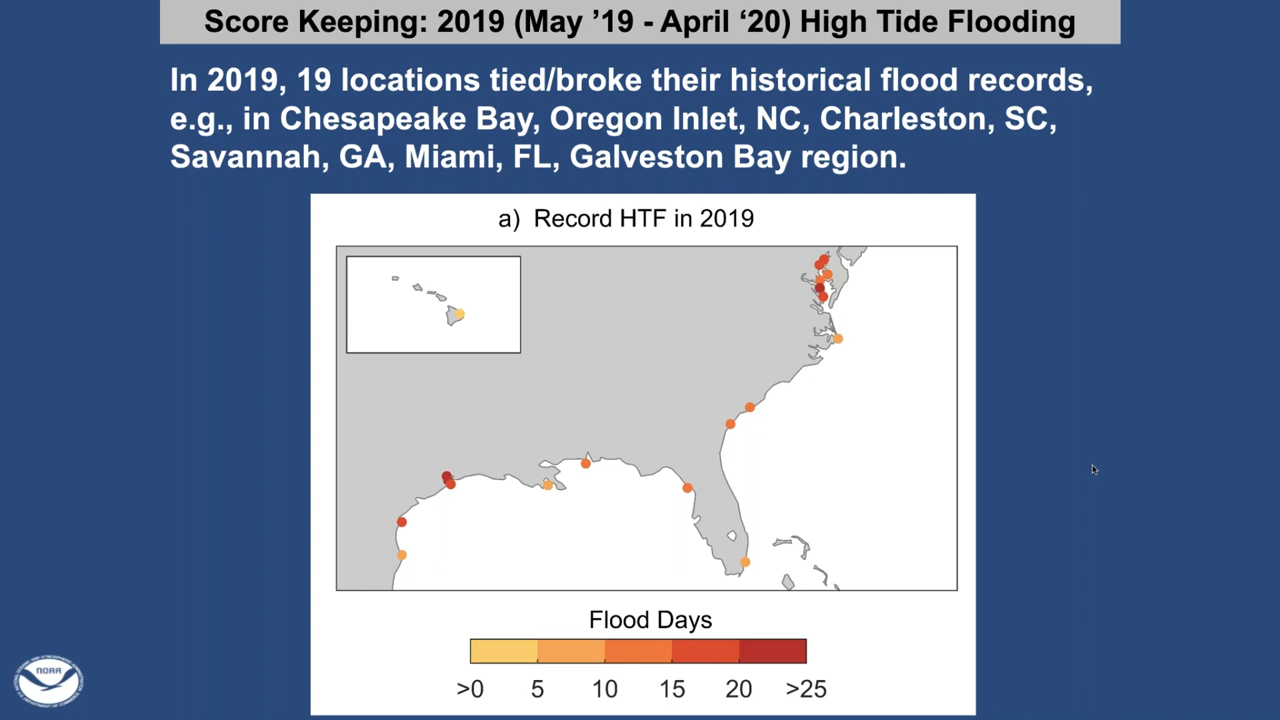 Score Keeping: 2019 (May ’19 - April ‘20) High Tide Flooding
In 2019, 19 locations tied/broke their historical flood records,
e.g., in Chesapeake Bay, Oregon Inlet, NC, Charleston, SC,
Savannah, GA, Miami, FL, Galveston Bay region.
a) Record HTF in 2019
Flood Days
>0 5 10 15 20 >25
NOAA